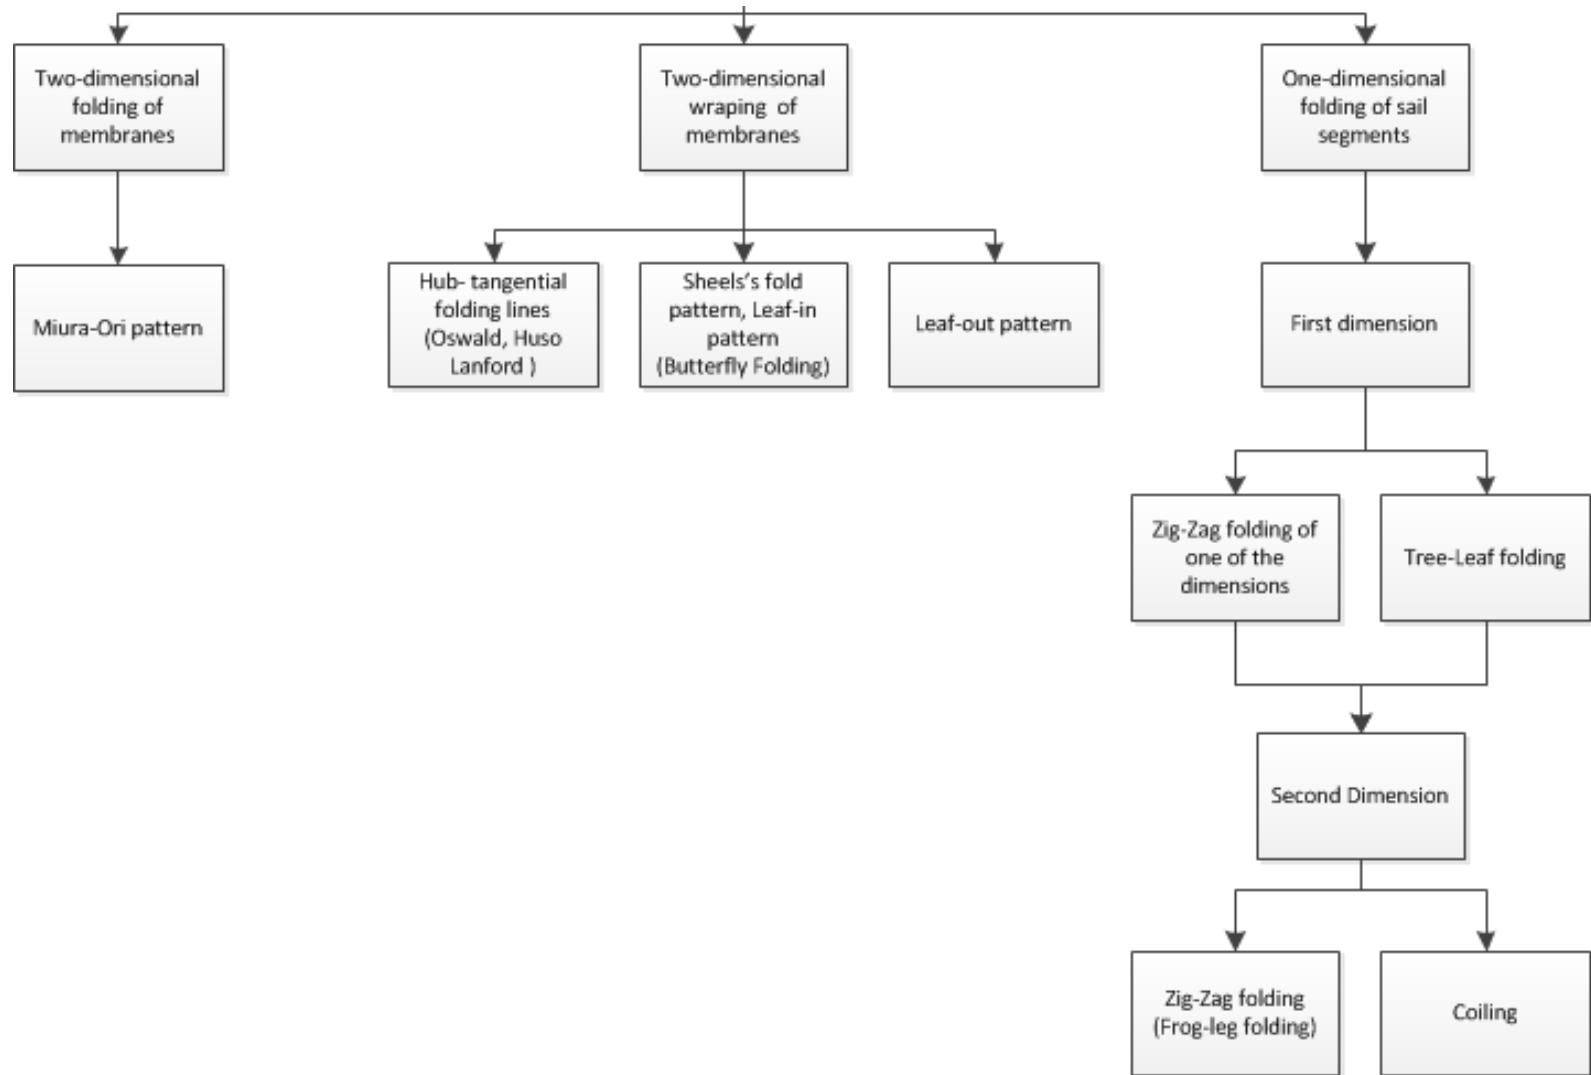 Two-dimensional
folding of
membranes
Two-dimensional
wraping of
membranes
One-dimensional
folding of sail
segments
Miura-Ori pattern
Hub- tangential
folding lines
(Oswald, Huso
Lanford )
Sheels's fold
pattern, Leaf-in
pattern
(Butterfly Folding)
Leaf-out pattern
First dimension
Zig-Zag folding of
one of the
dimensions
Tree-Leaf folding
Second Dimension
Zig-Zag folding
(Frog-leg folding)
Coiling